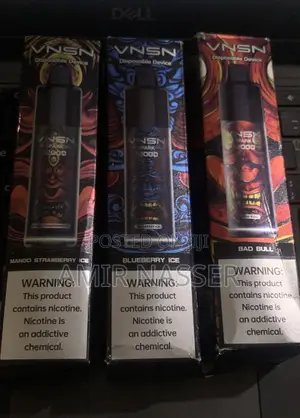 DELL
VNSN
Disposable Device
MANGO STRAWBERRY ICE
WARNING:
This product
contains nicotine.
Nicotine is
an addictive
chemical.
VNSN
Disposable Device
BLUEBERRY ICE
WARNING:
This product
contains nicotine.
Nicotine is
an addictive
chemical.
VNSN
Disposable Device
VNSN
BAD BULL
WARNING:
This product
contains nicotine.
Nicotine is
an addictive
chemical.
AMIR NASSER